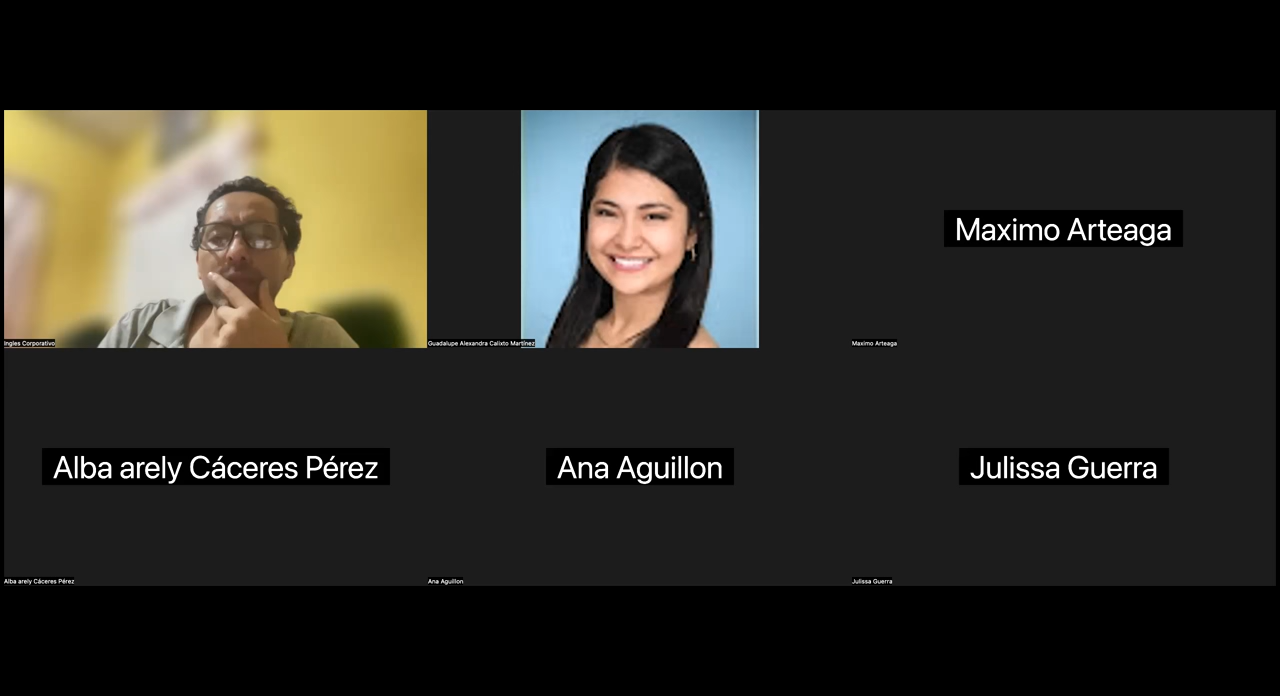 Maximo Arteaga
Ingles Corporativo
Guadalupe Alexandra Calixto Martínez
Maximo Arteaga
Alba arely Cáceres Pérez
Ana Aguillon
Julissa Guerra
Alba arely Cáceres Pérez
Ana Aguillon
Julissa Guerra